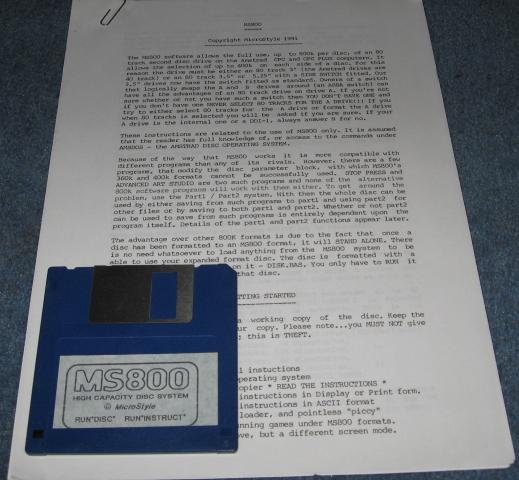 MS800
=====
Copyright MicroStyle 1991
The MS800 software allows the full use, up to 800k per disc, of an 80
track second disc drive on the Amstrad CPC and CPC PLUS computers. It
allows the selection of up to 400k on each side of a disc, for this
reason the drive must be either an 80 track 3" (the Amstrad drives are
40 track) or an 80 track 3.5" or 5.25" with a SIDE SWITCH fitted. Our
3.5" drives now have the switch fitted as standard. Owners of a switch
that logically swaps the A and B drives around (an ABBA switch) can
have all the advantages of an 80 track drive on drive A. If you're not
sure whether or not you have such a switch then YOU DON'T HAVE ONE and
if you don't have one NEVER SELECT 80 TRACKS FOR THE A DRIVE!!! If you
try to either select 80 tracks for the A drive or format the A drive
when 80 tracks is selected you will be asked if you are sure. If your
A drive is the internal one or a DDI-1, always answer N for no.
These instructions are related to the use of MS800 only. It is assumed
that the reader has full knowledge of, or access to the commands under
AMSDOS - the AMSTRAD DISC OPERATING SYSTEM.
Because of the way that MS800 works it is more compatible with
different programs than any of its rivals. However, there are a few
programs, that modify the disc parameter block, with which MS800's
360k and 400k formats cannot be successfully used. STOP PRESS and
ADVANCED ART STUDIO are two such programs and none of the alternative
800k software programs will work with them either. To get around the
problem, use the Part1 / Part2 system. With this the whole disc can be
used by either saving from such programs to part1 and using part2 for
other files or by saving to both part1 and part2. Whether or not part2
can be used to save from such programs is entirely dependent upon the
program itself. Details of the part1 and part2 functions appear later.
The advantage over other 800K formats is due to the fact that once a
disc has been formatted to an MS800 format, it will STAND ALONE. There
is no need whatsoever to load anything from the MS800 system to be
able to use your expanded format disc. The disc is formatted with a
on it - DISK.BAS. You only have to RUN it
that disc.
TTING STARTED
a working copy of the disc. Keep the
ur copy. Please note...you MUST NOT give
; this is THEFT.
l instuctions
perating system
opier * READ THE INSTRUCTIONS *
instructions in Display or Print form.
instructions in ASCII format
loader, and pointless "piccy"
nning games under MS800 formats.
ve, but a different screen mode.
MS800
HIGH CAPACITY DISC SYSTEM
© MicroStyle
RUN"DISC" RUN"INSTRUCT"